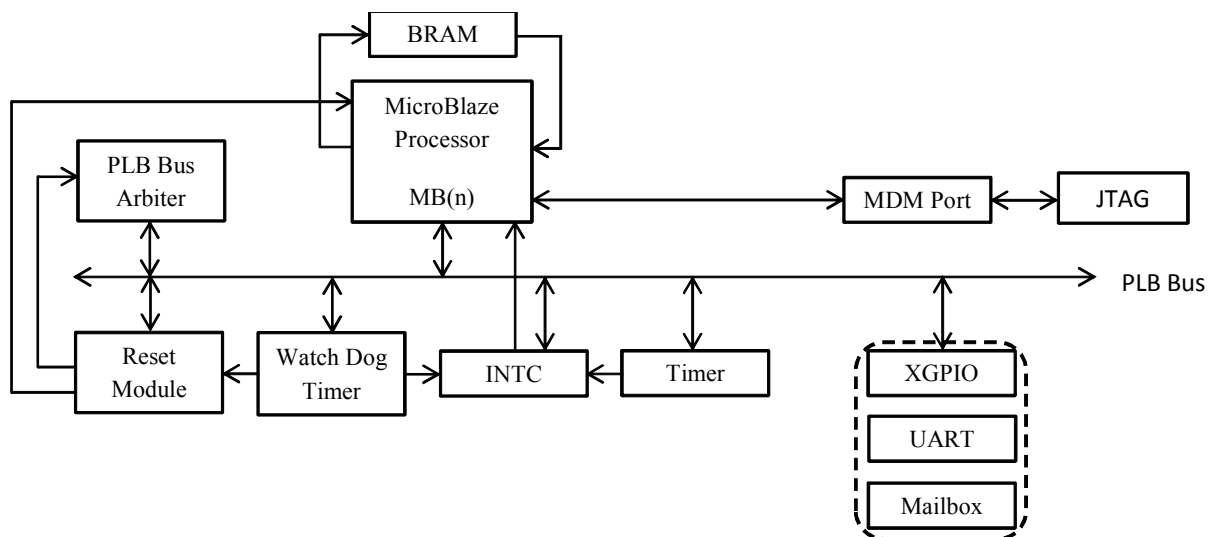 BRAM
MicroBlaze
Processor
MB(n)
PLB Bus
Arbiter
MDM Port
JTAG
PLB Bus
Reset
Module
Watch Dog
Timer
INTC
Timer
XGPIO
UART
Mailbox